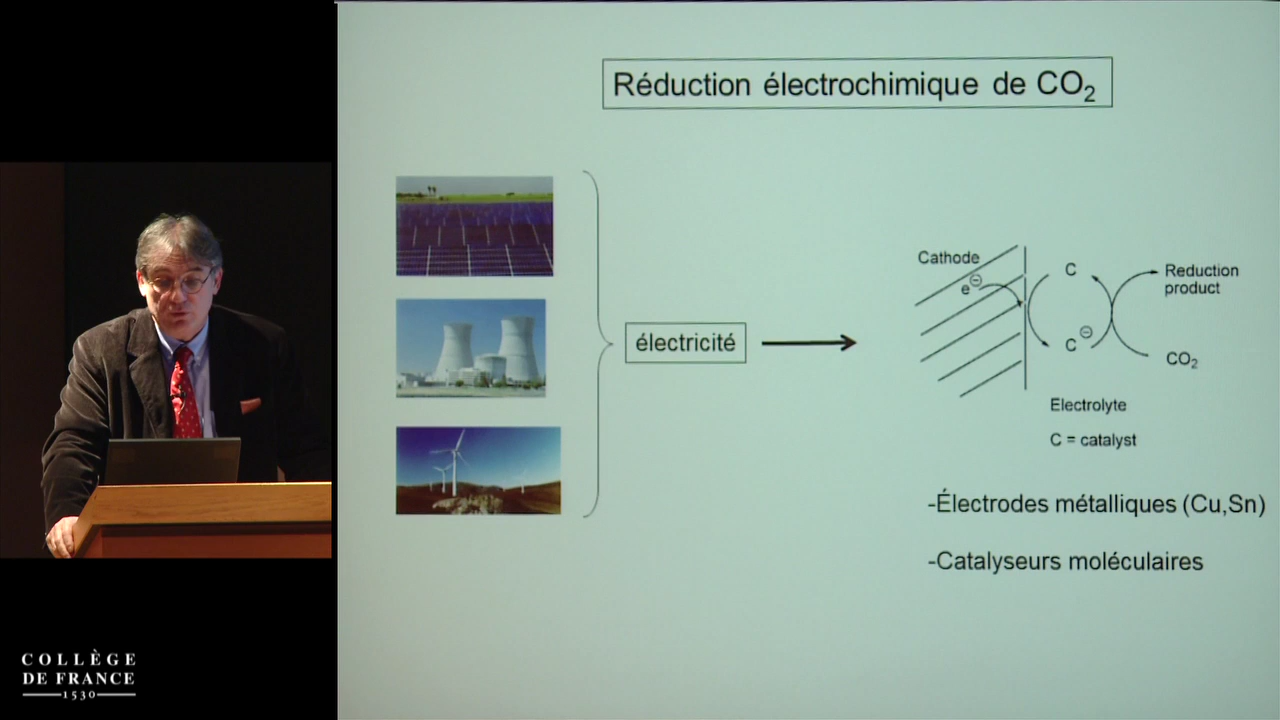 Réduction électrochimique de CO₂
électricité
Cathode
e⊖
C
C⊖
Reduction
product
CO₂
Electrolyte
C = catalyst
-Électrodes métalliques (Cu,Sn)
-Catalyseurs moléculaires
COLLÈGE
DE FRANCE
1530